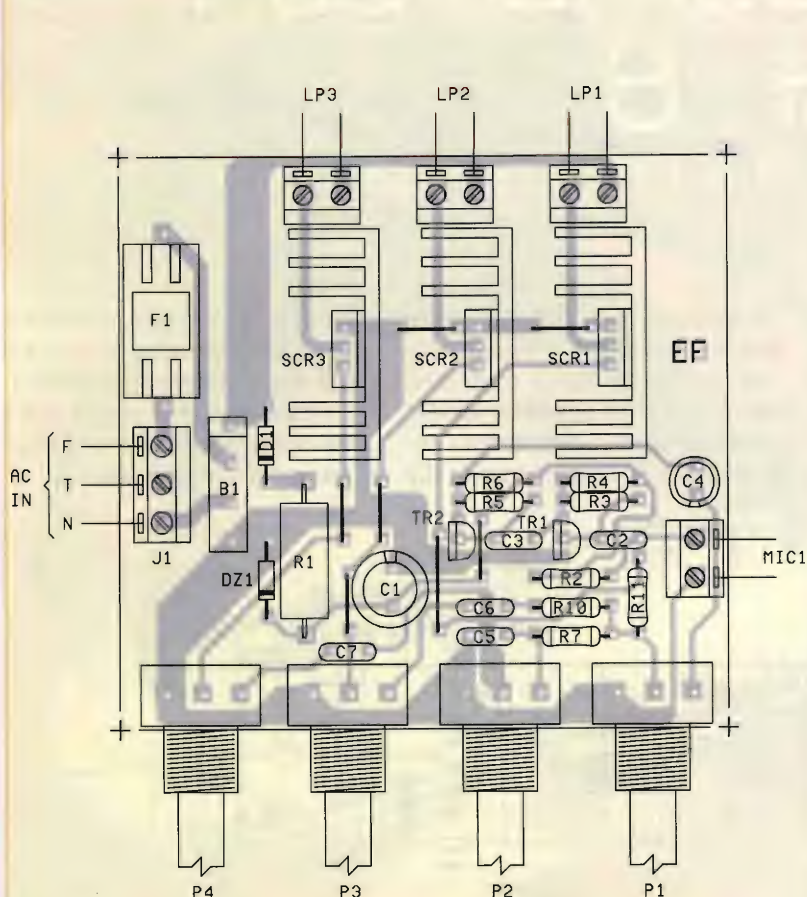 LP3 LP2 LP1
F1
SCR3 SCR2 SCR1 EF
AC IN
F
T
N
J1
B1
D1
R6 R4 C4
R5 R3
TR2 TR1
C3 C2
MIC1
R1
DZ1
C1
R2
R11
C6 R10
C5 R7
C7
P4 P3 P2 P1